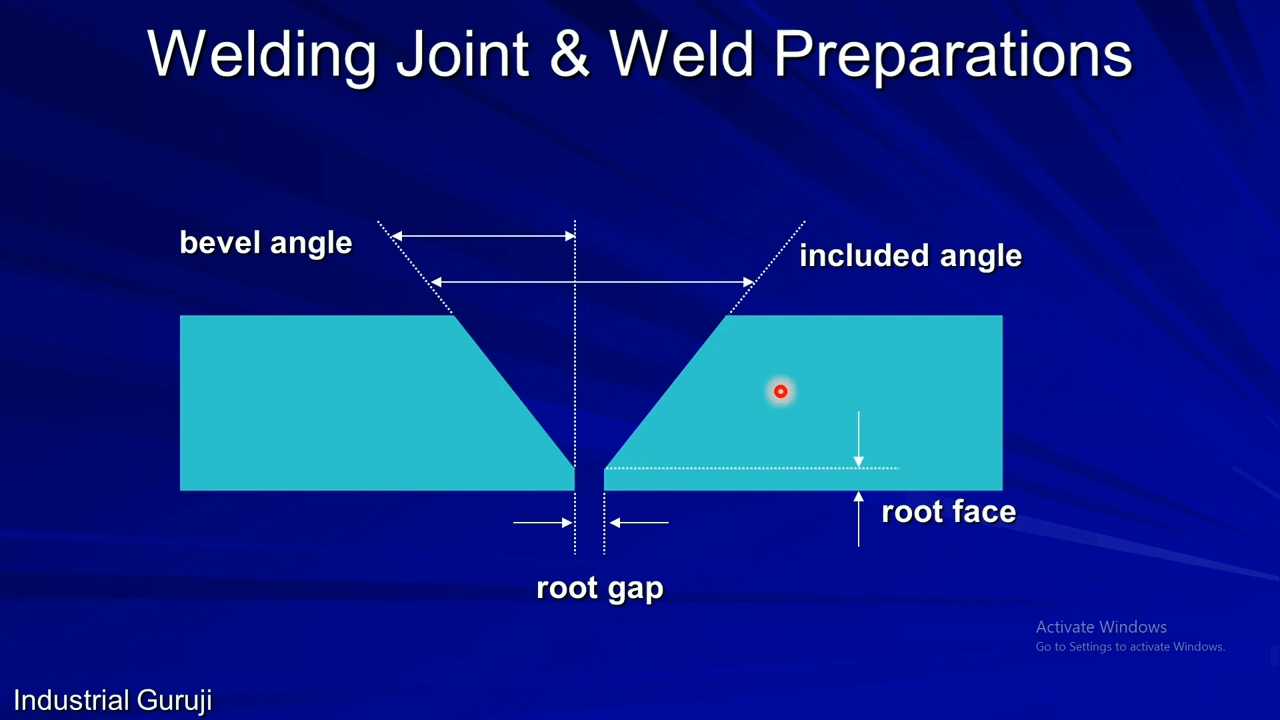 Welding Joint & Weld Preparations
bevel angle
included angle
root face
root gap
Activate Windows
Go to Settings to activate Windows.
Industrial Guruji